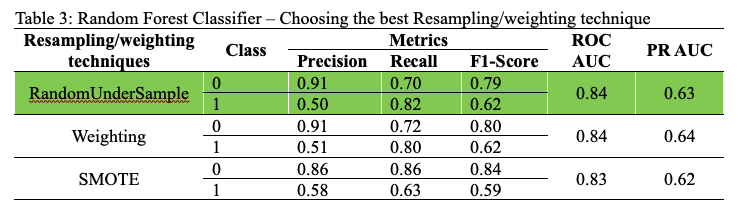 Table 3: Random Forest Classifier – Choosing the best Resampling/weighting technique
Resampling/weighting techniques Class Metrics ROC AUC PR AUC
Precision Recall F1-Score
RandomUnderSample 0 0.91 0.70 0.79 0.84 0.63
1 0.50 0.82 0.62
Weighting 0 0.91 0.72 0.80 0.84 0.64
1 0.51 0.80 0.62
SMOTE 0 0.86 0.86 0.84 0.83 0.62
1 0.58 0.63 0.59